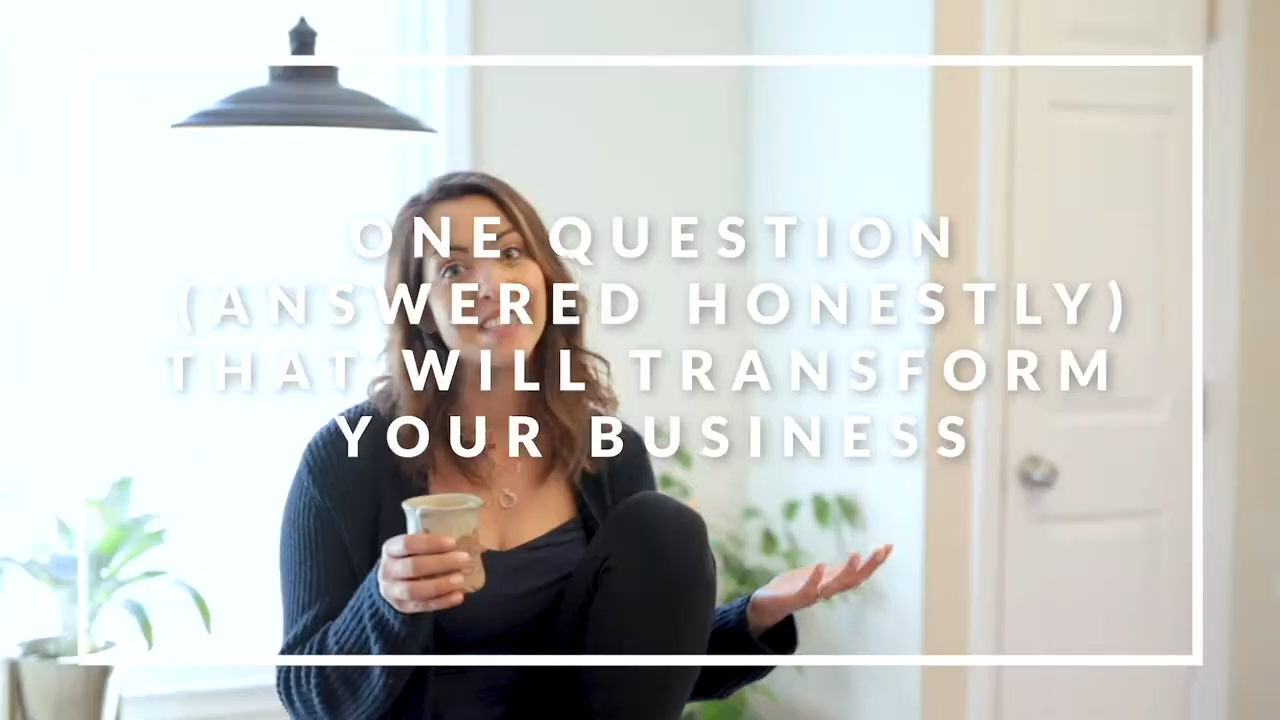 ONE QUESTION
(ANSWERED HONESTLY)
THAT WILL TRANSFORM
YOUR BUSINESS